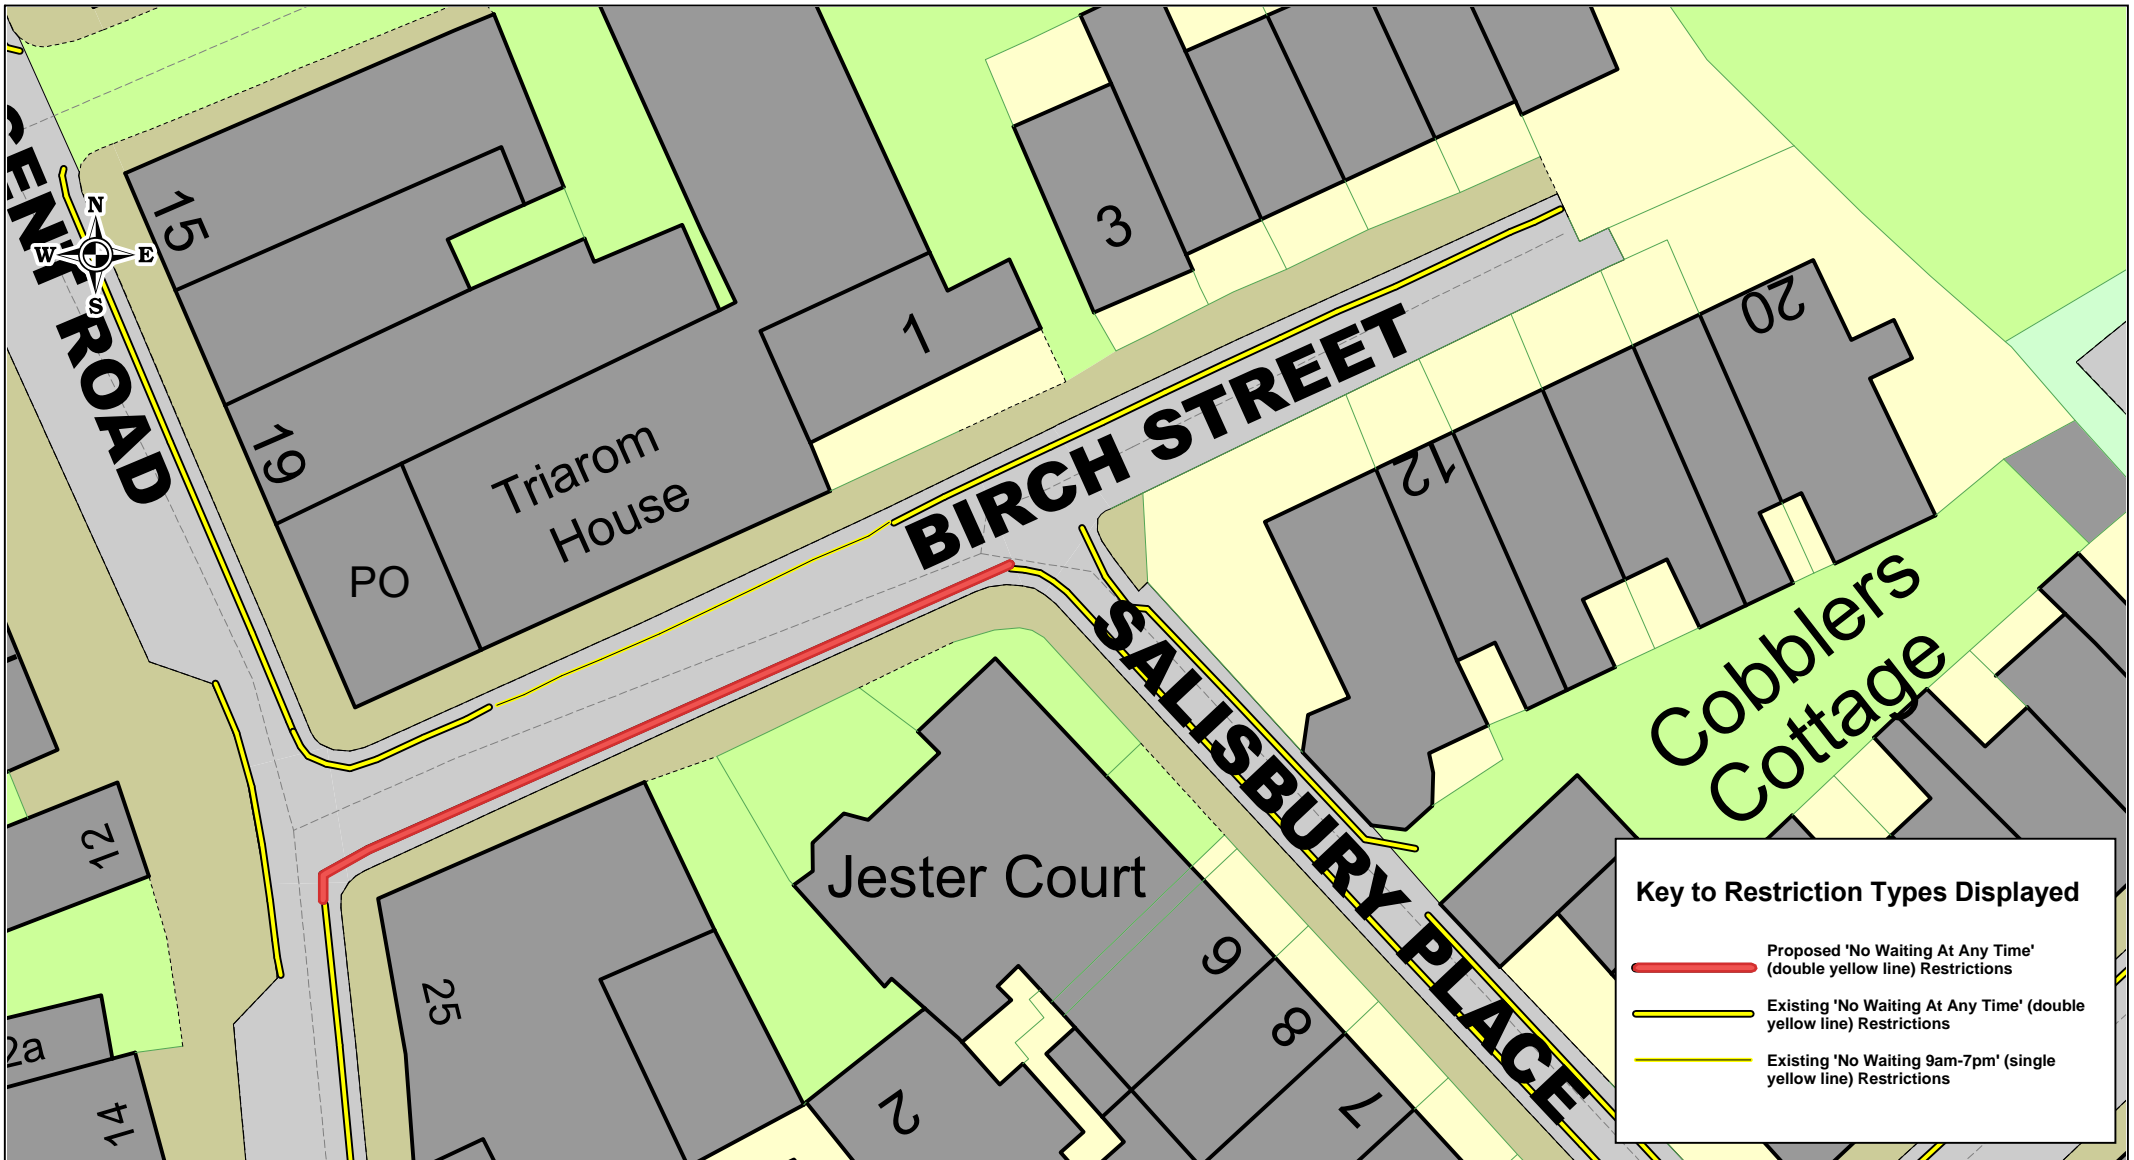 CENT ROAD
N
W
E
S
15
19
PO
Triarom
House
1
3
BIRCH STREET
20
12
Cobblers
Cottage
SALISBURY PLACE
Jester Court
12
2a
14
25
2
9
8
7
Key to Restriction Types Displayed
Proposed 'No Waiting At Any Time'
(double yellow line) Restrictions
Existing 'No Waiting At Any Time' (double
yellow line) Restrictions
Existing 'No Waiting 9am-7pm' (single
yellow line) Restrictions